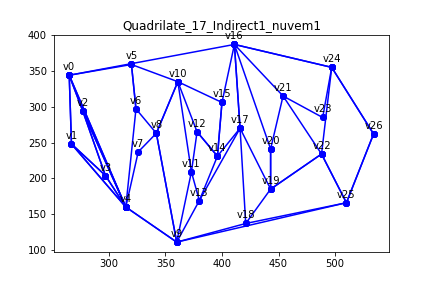 Quadrilate_17_Indirect1_nuvem1
400
350
300
250
200
150
100
300
350
400
450
500
v0
v1
v2
v3
v4
v5
v6
v7
v8
v9
v10
v11
v12
v13
v14
v15
v16
v17
v18
v19
v20
v21
v22
v23
v24
v25
v26